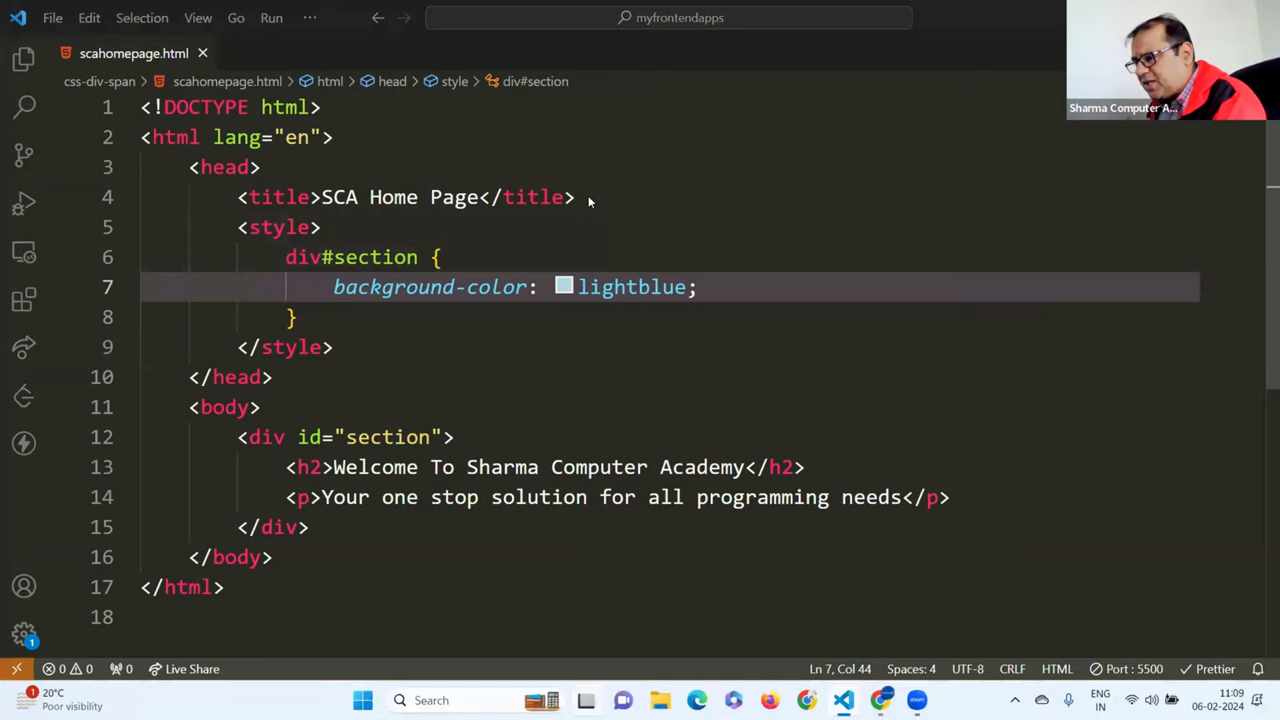 File Edit Selection View Go Run ··· myfrontendapps
scahomepage.html
css-div-span > scahomepage.html > html > head > style > div#section
Sharma Computer A...
1 <!DOCTYPE html>
2 <html lang="en">
3 <head>
4 <title>SCA Home Page</title>
5 <style>
6 div#section {
7 background-color: lightblue;
8 }
9 </style>
10 </head>
11 <body>
12 <div id="section">
13 <h2>Welcome To Sharma Computer Academy</h2>
14 <p>Your one stop solution for all programming needs</p>
15 </div>
16 </body>
17 </html>
18
1
0 0 0 Live Share Ln 7, Col 44 Spaces: 4 UTF-8 CRLF HTML Port : 5500 Prettier
1 20°C Search ENG 11:09
Poor visibility IN 06-02-2024
zoom